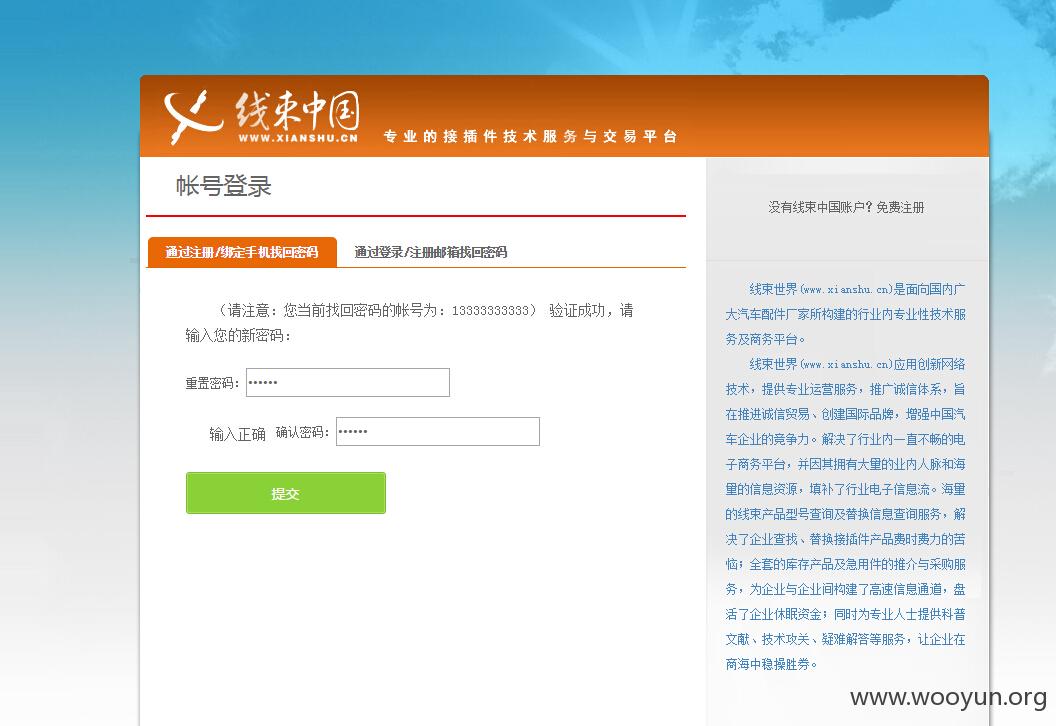 线束中国
WWW.XIANSHU.CN
专业的接插件技术服务与交易平台
帐号登录
通过注册/绑定手机找回密码
通过登录/注册邮箱找回密码
(请注意:您当前找回密码的帐号为:13333333333) 验证成功,请
输入您的新密码:
重置密码: ••••••
输入正确 确认密码: ••••••
提交
没有线束中国账户?免费注册
线束世界(www.xianshu.cn)是面向国内广
大汽车配件厂家所构建的行业内专业性技术服
务及商务平台。
线束世界(www.xianshu.cn)应用创新网络
技术,提供专业运营服务,推广诚信体系,旨
在推进诚信贸易、创建国际品牌,增强中国汽
车企业的竞争力。解决了行业内一直不畅的电
子商务平台,并因其拥有大量的业内人脉和海
量的信息资源,填补了行业电子信息流。海量
的线束产品型号查询及替换信息查询服务,解
决了企业查找、替换接插件产品费时费力的苦
恼;全套的库存产品及急用件的推介与采购服
务,为企业与企业间构建了高速信息通道,盘
活了企业休眠资金;同时为专业人士提供科普
文献、技术攻关、疑难解答等服务,让企业在
商海中稳操胜券。
www.wooyun.org